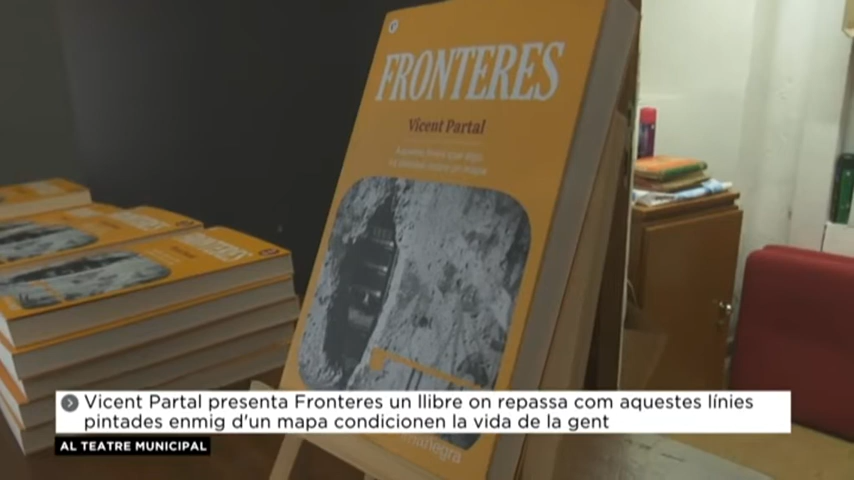 FRONTERES
Vicent Partal
FRONTERES
Vicent Partal presenta Fronteres un llibre on repassa com aquestes línies
pintades enmig d'un mapa condicionen la vida de la gent
AL TEATRE MUNICIPAL